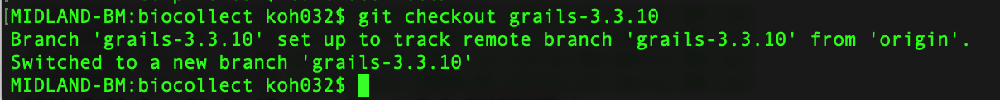 [MIDLAND-BM:biocollect koh032$ git checkout grails-3.3.10
Branch 'grails-3.3.10' set up to track remote branch 'grails-3.3.10' from 'origin'.
Switched to a new branch 'grails-3.3.10'
MIDLAND-BM:biocollect koh032$